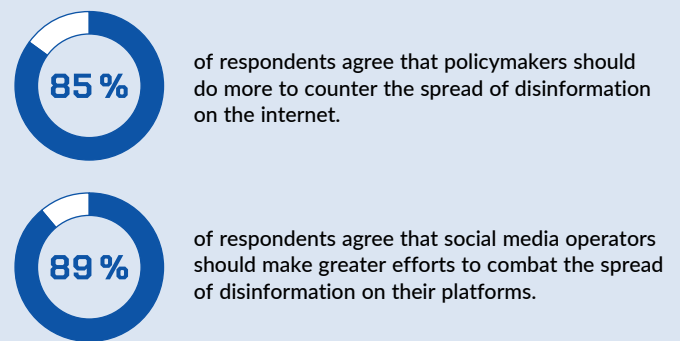 85 %
of respondents agree that policymakers should
do more to counter the spread of disinformation
on the internet.
89 %
of respondents agree that social media operators
should make greater efforts to combat the spread
of disinformation on their platforms.